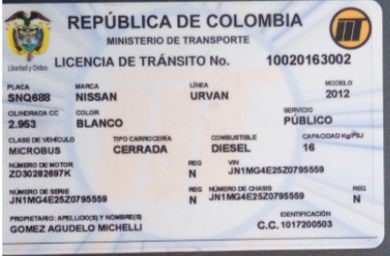 REPÚBLICA DE COLOMBIA
MINISTERIO DE TRANSPORTE
Libertad y Orden
LICENCIA DE TRÁNSITO No. 10020163002
PLACA MARCA LÍNEA MODELO
SNQ688 NISSAN URVAN 2012
CILINDRADA CC COLOR SERVICIO
2.953 BLANCO PÚBLICO
CLASE DE VEHÍCULO TIPO CARROCERÍA COMBUSTIBLE CAPACIDAD Kg/PSJ
MICROBUS CERRADA DIESEL 16
NÚMERO DE MOTOR REG VIN
ZD30282697K N JN1MG4E25Z0795559
NÚMERO DE SERIE REG NÚMERO DE CHASIS REG
JN1MG4E25Z0795559 N JN1MG4E25Z0795559 N
PROPIETARIO: APELLIDO(S) Y NOMBRE(S) IDENTIFICACIÓN
GOMEZ AGUDELO MICHELLI C.C. 1017200503